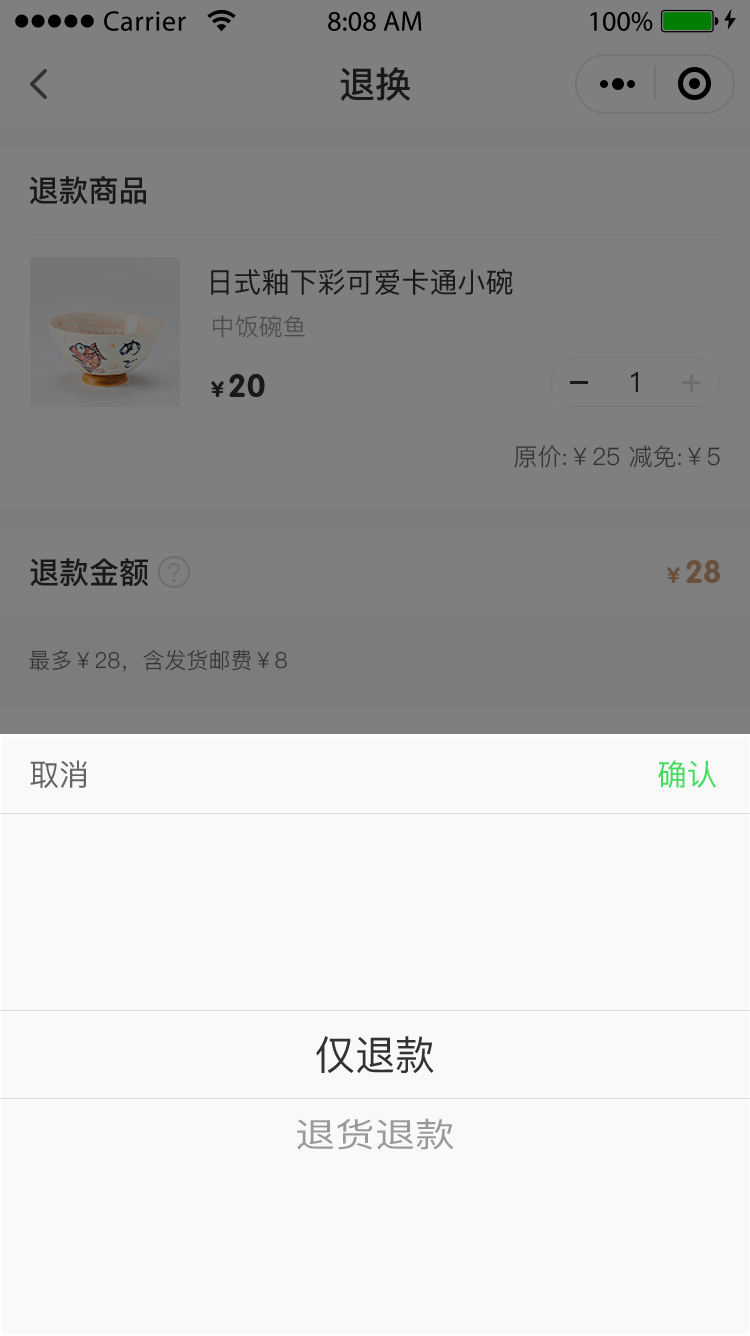 Carrier 8:08 AM 100%
退换
退款商品
日式釉下彩可爱卡通小碗
中饭碗鱼
¥20
1
原价:¥25 减免:¥5
退款金额 ? ¥28
最多¥28，含发货邮费¥8
取消 确认
仅退款
退货退款